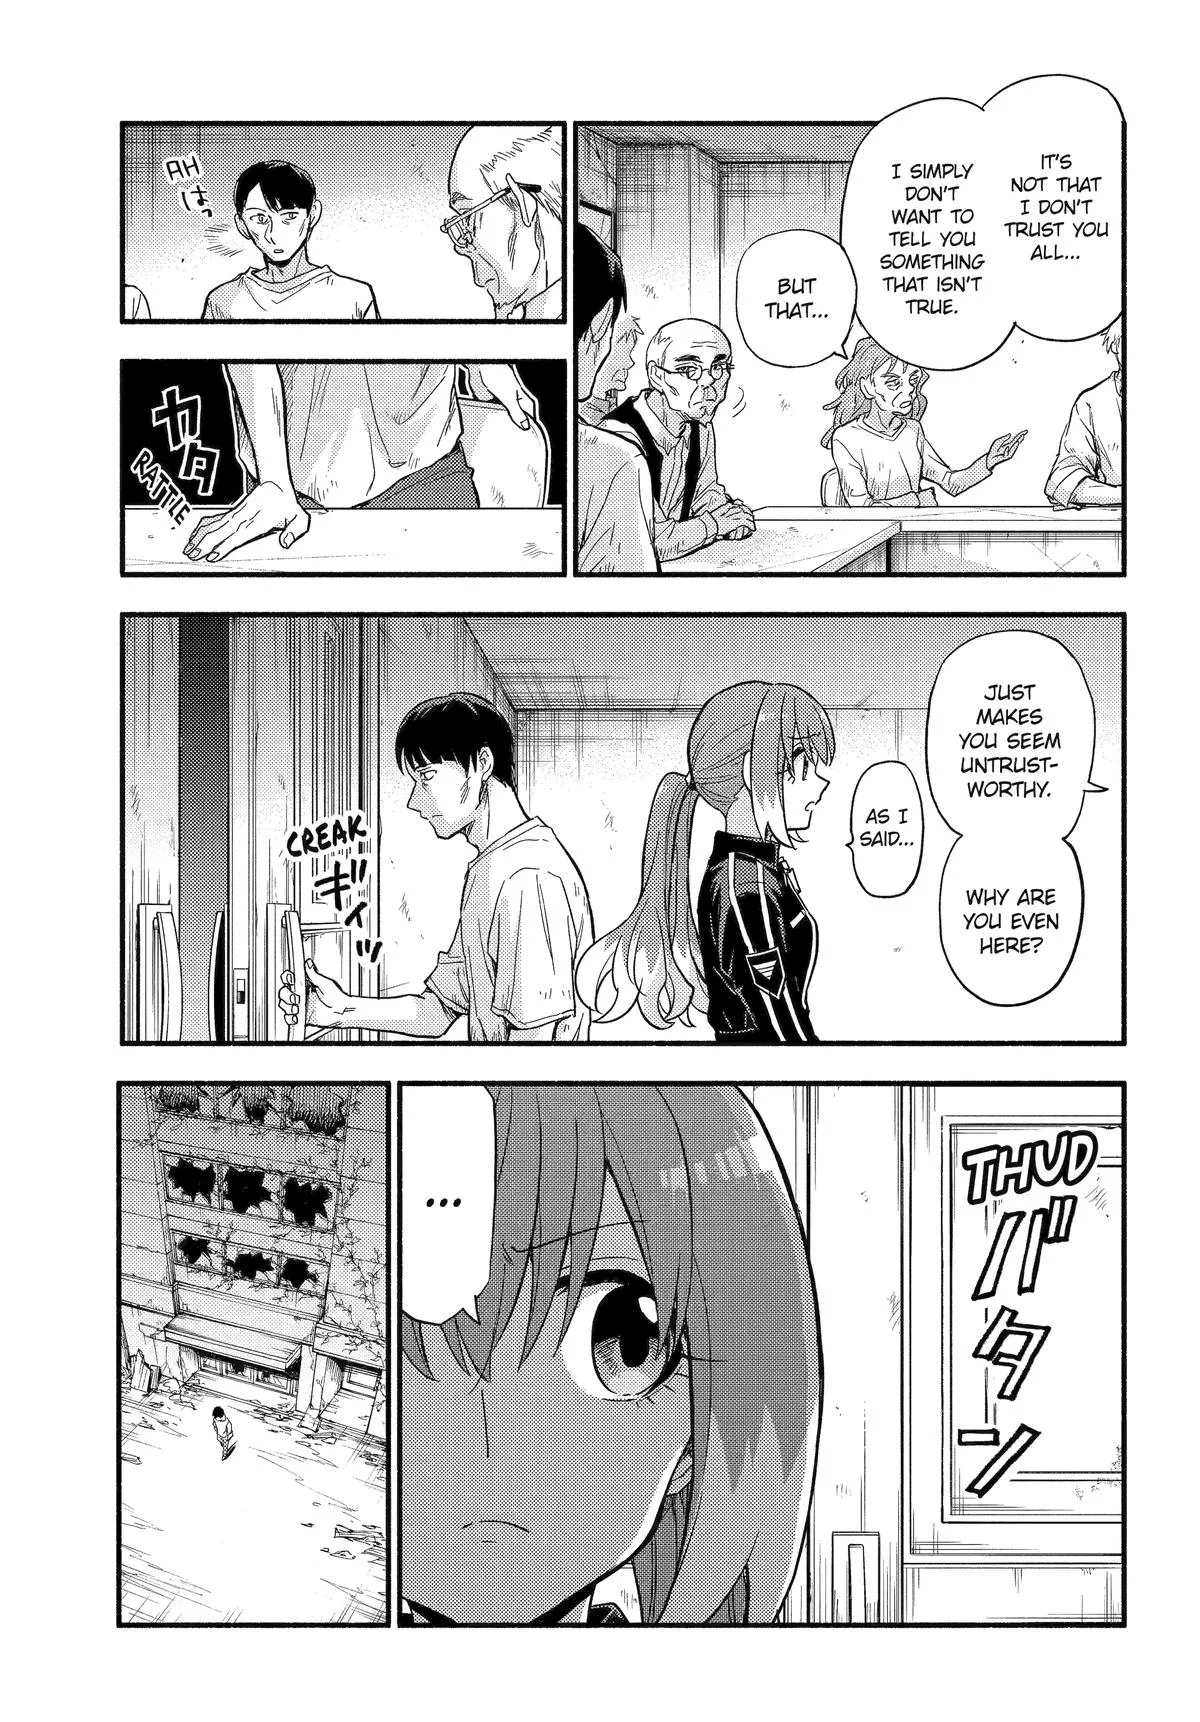 IT'S
NOT THAT
I DON'T
TRUST YOU
ALL...
I SIMPLY
DON'T
WANT TO
TELL YOU
SOMETHING
THAT ISN'T
TRUE.
BUT
THAT...
AH
はっ
カタ
RATTLE
JUST
MAKES
YOU SEEM
UNTRUST-
WORTHY.
WHY ARE
YOU EVEN
HERE?
AS I
SAID...
CREAK
ギィッ
THUD
バタン
...